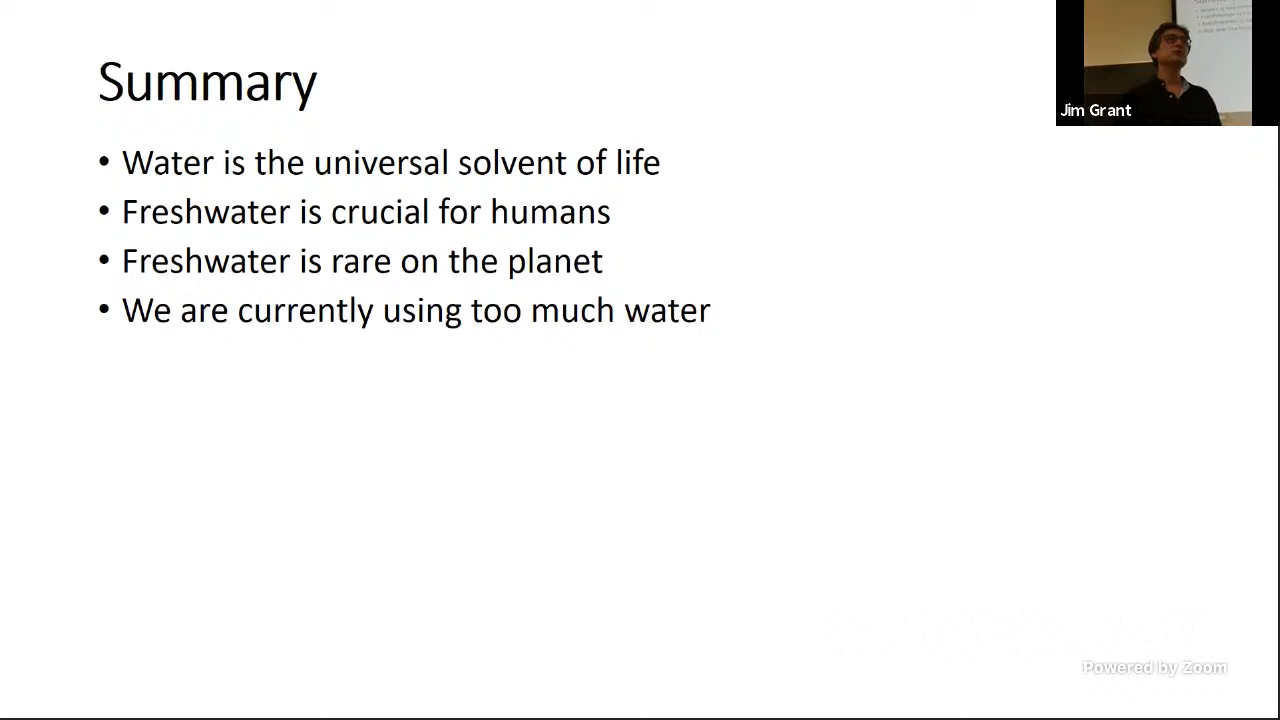 Summary
• Water is the universal solvent of life
• Freshwater is crucial for humans
• Freshwater is rare on the planet
• We are currently using too much water
Jim Grant
Powered by Zoom